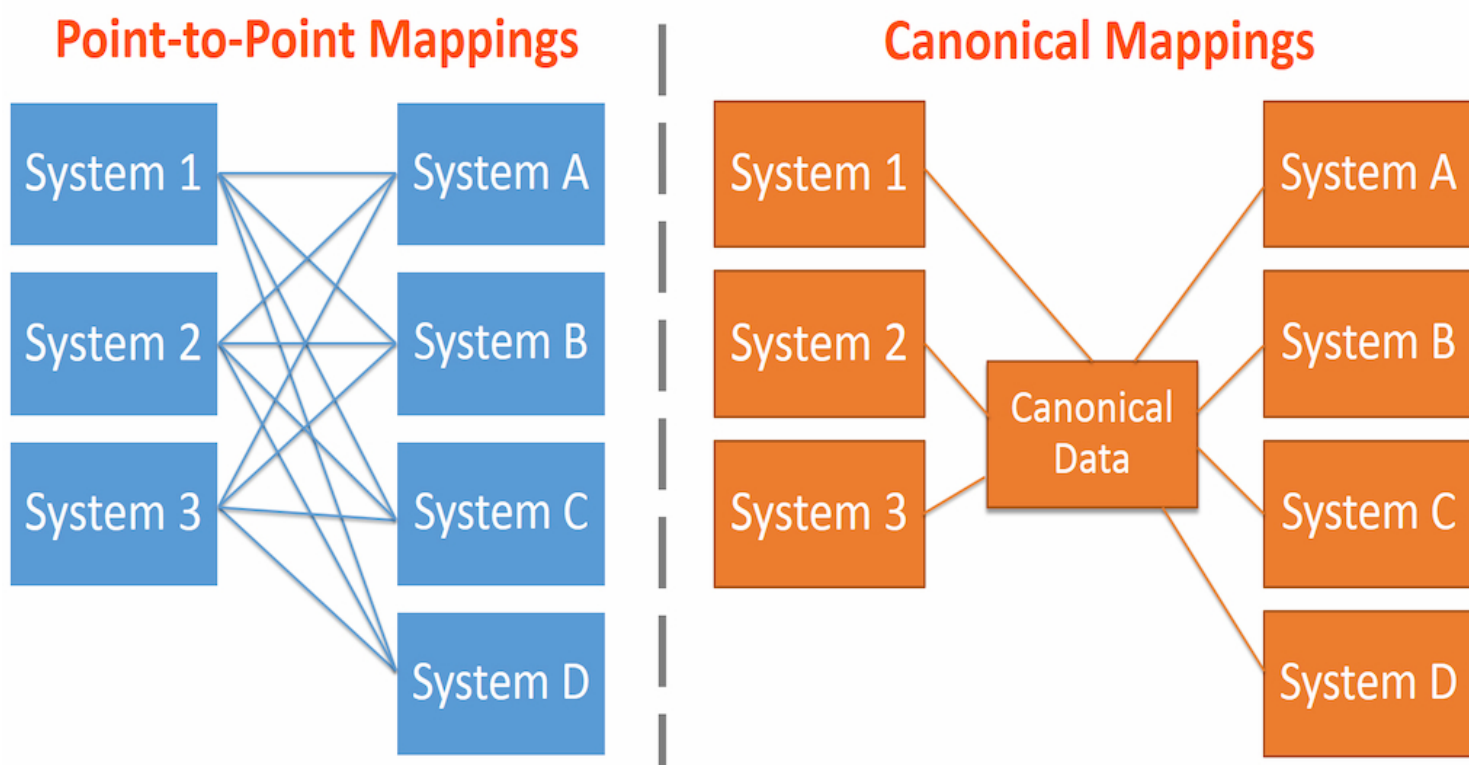 Point-to-Point Mappings
System 1
System A
System 2
System B
System 3
System C
System D
Canonical Mappings
System 1
System A
System 2
System B
Canonical
Data
System 3
System C
System D